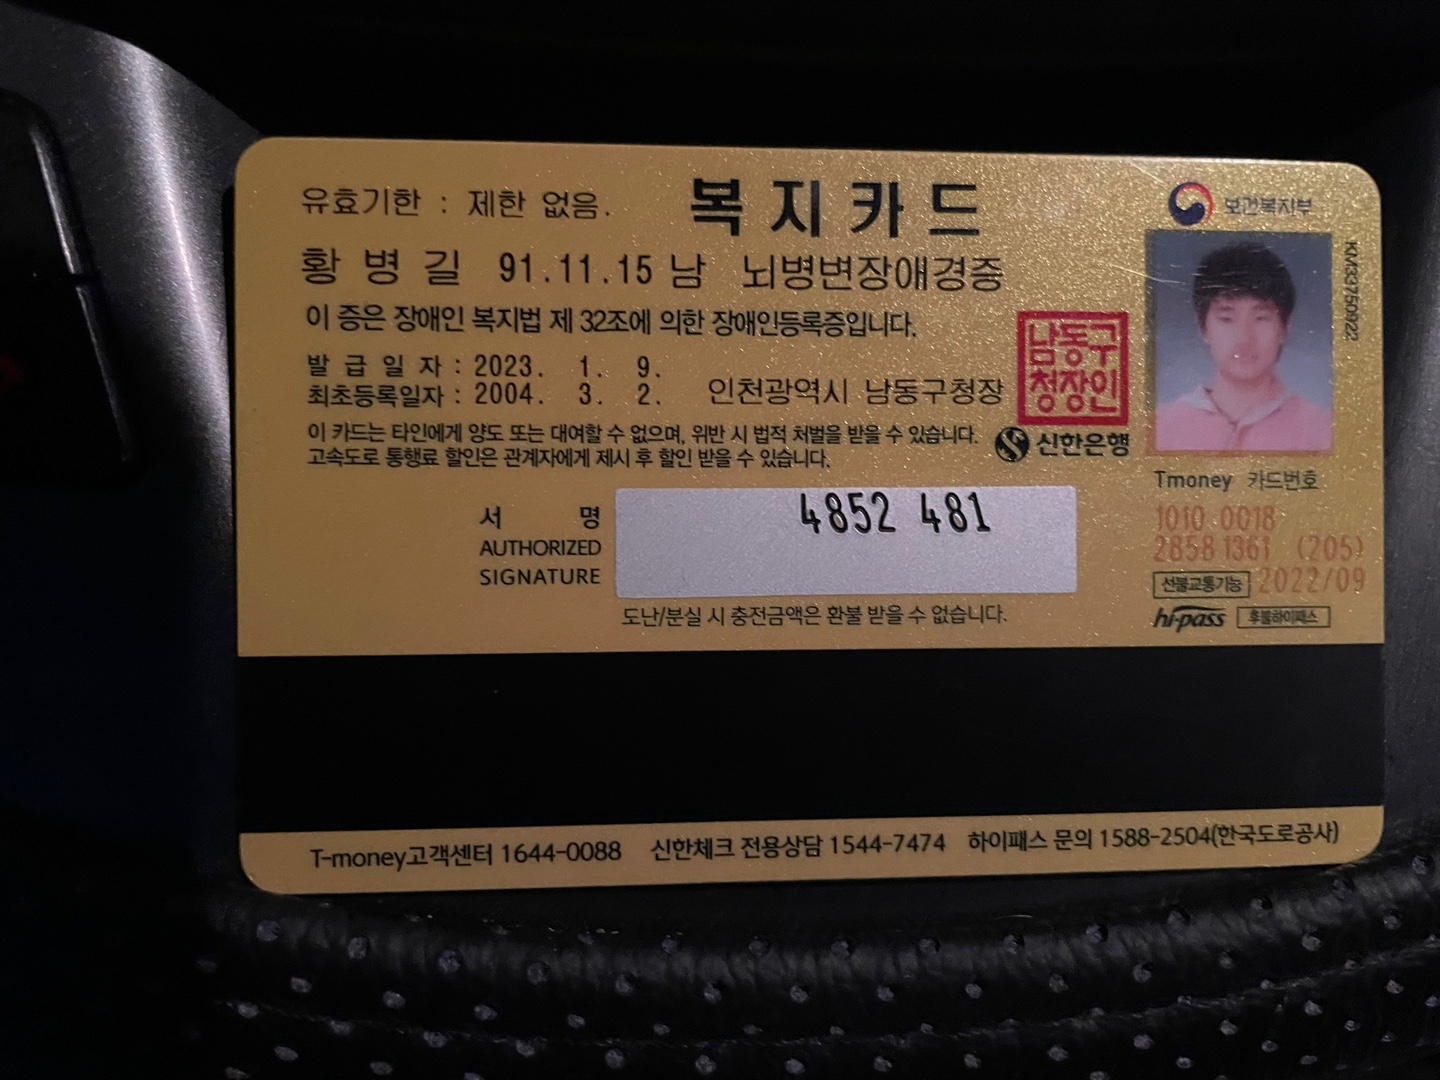 유효기한 : 제한 없음.
복지카드
보건복지부
황병길 91.11.15 남 뇌병변장애경증
KM33750922
이 증은 장애인 복지법 제 32조에 의한 장애인등록증입니다.
발급일자 : 2023. 1. 9.
최초등록일자 : 2004. 3. 2. 인천광역시 남동구청장
남동구
청장인
이 카드는 타인에게 양도 또는 대여할 수 없으며, 위반 시 법적 처벌을 받을 수 있습니다.
고속도로 통행료 할인은 관계자에게 제시 후 할인 받을 수 있습니다.
신한은행
Tmoney 카드번호
1010 0018
2858 1361 (205)
선불교통기능 2022/09
hi-pass 후불하이패스
서명
AUTHORIZED
SIGNATURE
4852 481
도난/분실 시 충전금액은 환불 받을 수 없습니다.
T-money고객센터 1644-0088 신한체크 전용상담 1544-7474 하이패스 문의 1588-2504(한국도로공사)